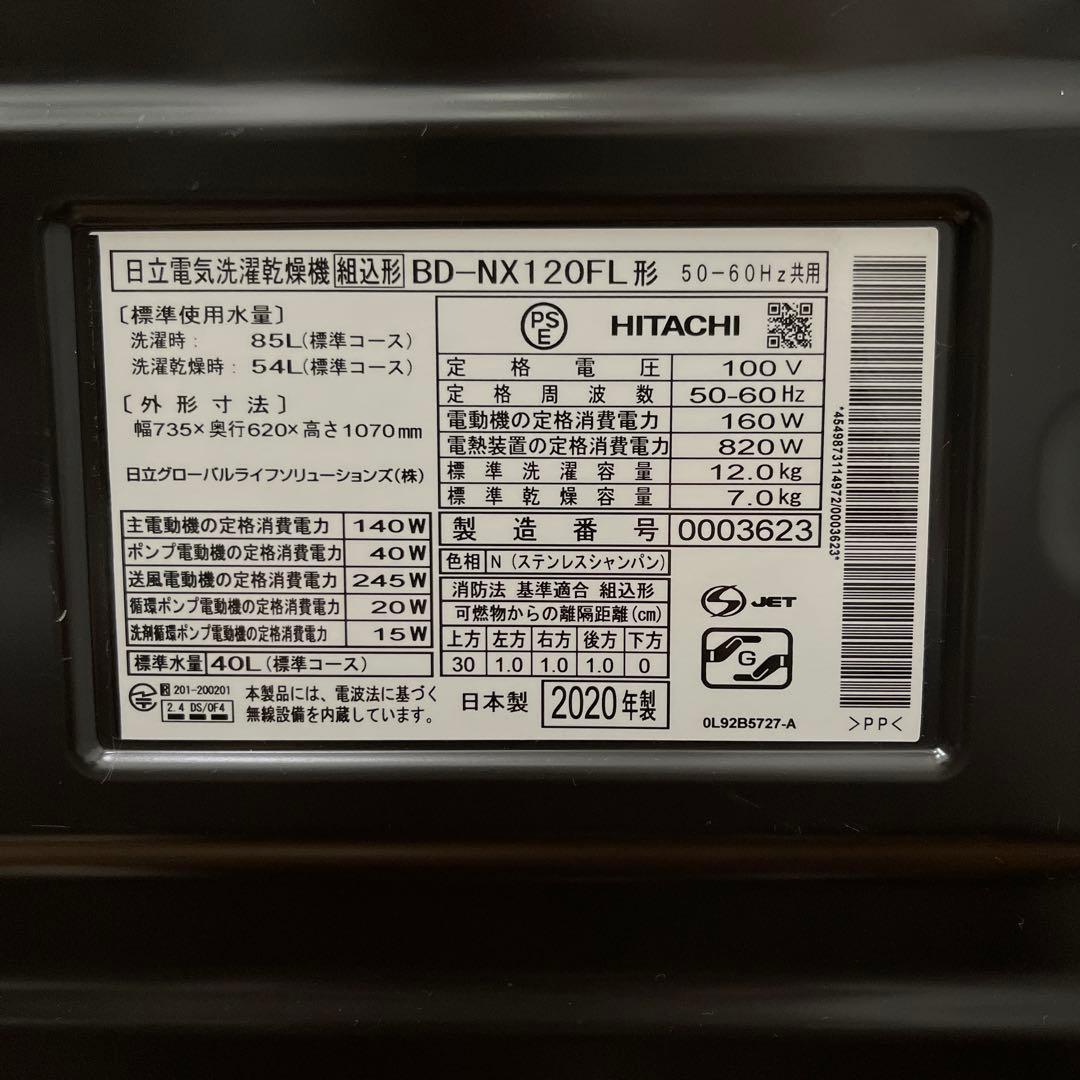 日立電気洗濯乾燥機 組込形 BD-NX120FL形 50-60Hz共用
〔標準使用水量〕
洗濯時: 85L(標準コース)
洗濯乾燥時: 54L(標準コース)
〔外形寸法〕
幅735×奥行620×高さ1070mm
日立グローバルライフソリューションズ(株)
主電動機の定格消費電力 140W
ポンプ電動機の定格消費電力 40W
送風電動機の定格消費電力 245W
循環ポンプ電動機の定格消費電力 20W
洗剤循環ポンプ電動機の定格消費電力 15W
標準水量 40L(標準コース)
R 201-200201
2.4 DS/OF4
本製品には、電波法に基づく
無線設備を内蔵しています。
PSE HITACHI
定格電圧 100V
定格周波数 50-60Hz
電動機の定格消費電力 160W
電熱装置の定格消費電力 820W
標準洗濯容量 12.0kg
標準乾燥容量 7.0kg
製造番号 0003623
色相 N(ステンレスシャンパン)
消防法 基準適合 組込形
可燃物からの離隔距離(cm)
上方 左方 右方 後方 下方
30 1.0 1.0 1.0 0
日本製 2020年製
S JET
G
0L92B5727-A
*4549873114972/0003623*
>PP<